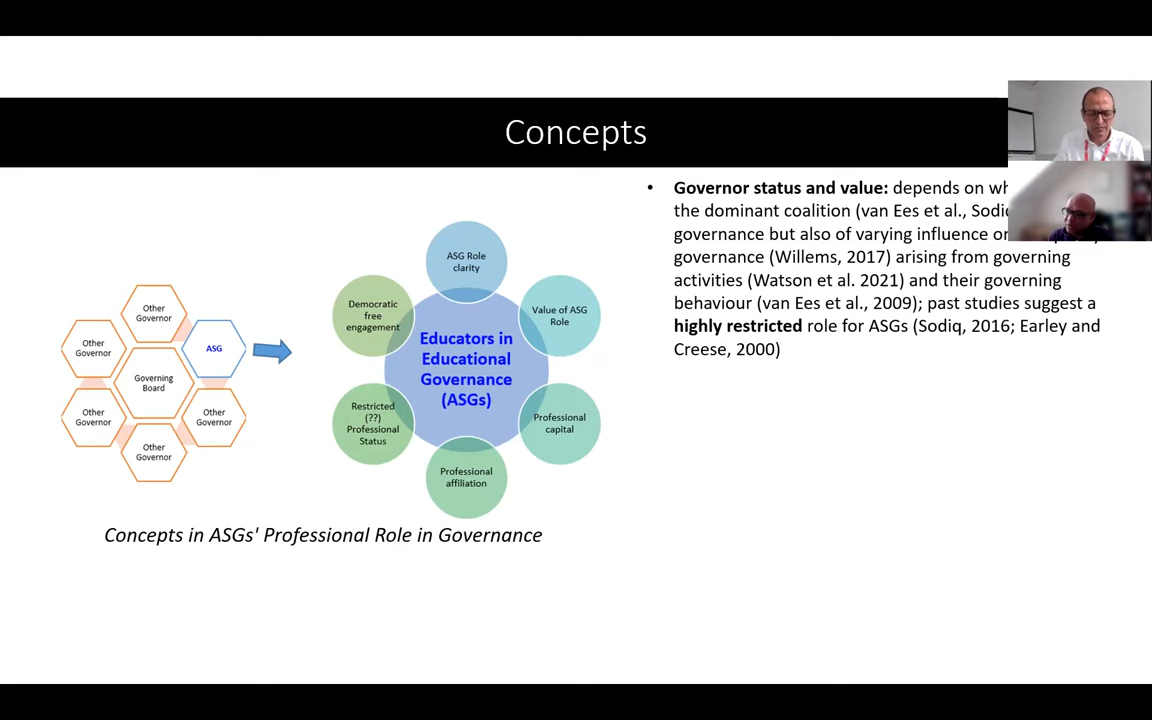 Concepts
Governor status and value: depends on
the dominant coalition (van Ees et al.,
governance but also of varying influence
governance (Willems, 2017) arising from governing
activities (Watson et al. 2021) and their governing
behaviour (van Ees et al., 2009); past studies suggest a
highly restricted role for ASGs (Sodiq, 2016; Earley and
Creese, 2000)
Other
Governor
Other
Governor
ASG
Governing
Board
Other
Governor
Other
Governor
Other
Governor
ASG Role
clarity
Democratic
free
engagement
Value of ASG
Role
Educators in
Educational
Governance
(ASGs)
Restricted
(??)
Professional
Status
Professional
capital
Professional
affiliation
Concepts in ASGs' Professional Role in Governance